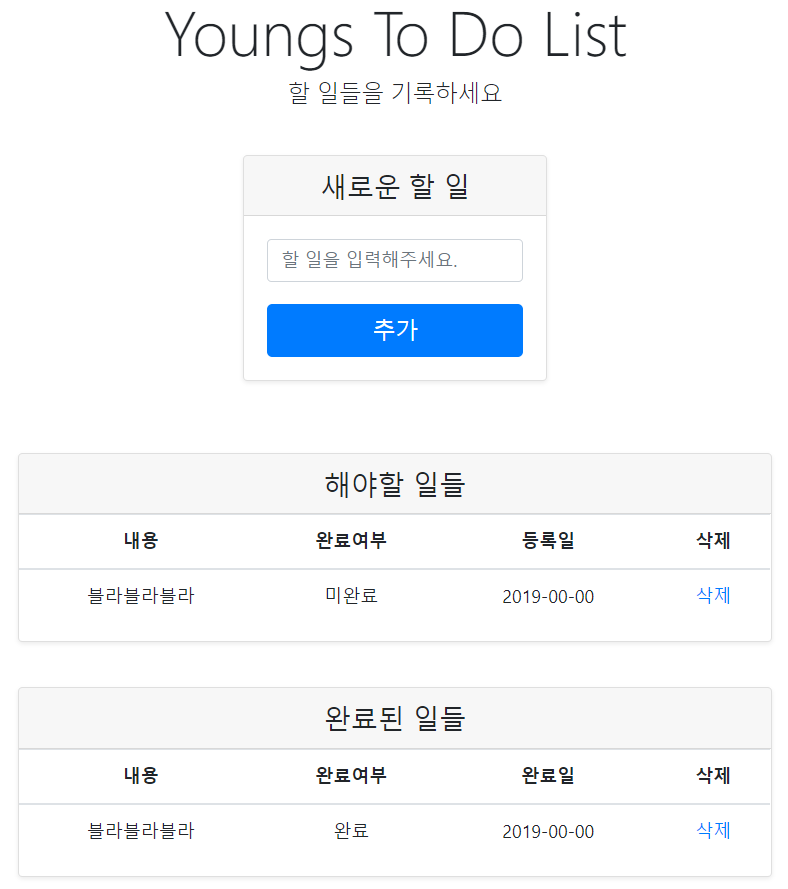 Youngs To Do List
할 일들을 기록하세요
새로운 할 일
할 일을 입력해주세요.
추가
해야할 일들
내용 완료여부 등록일 삭제
블라블라블라 미완료 2019-00-00 삭제
완료된 일들
내용 완료여부 완료일 삭제
블라블라블라 완료 2019-00-00 삭제